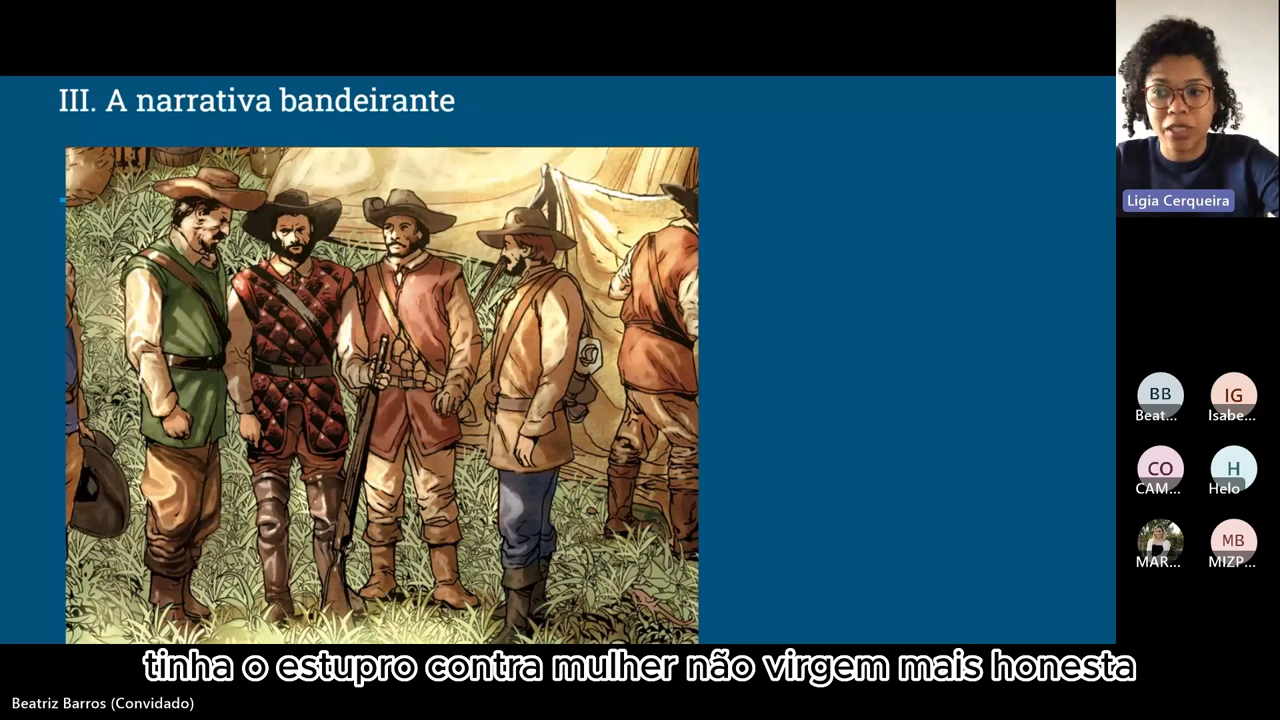 III. A narrativa bandeirante
Ligia Cerqueira
BB
Beat...
IG
Isabe...
CO
CAM...
H
Helo
MAR...
MB
MIZP...
tinha o estupro contra mulher não virgem mais honesta
Beatriz Barros (Convidado)